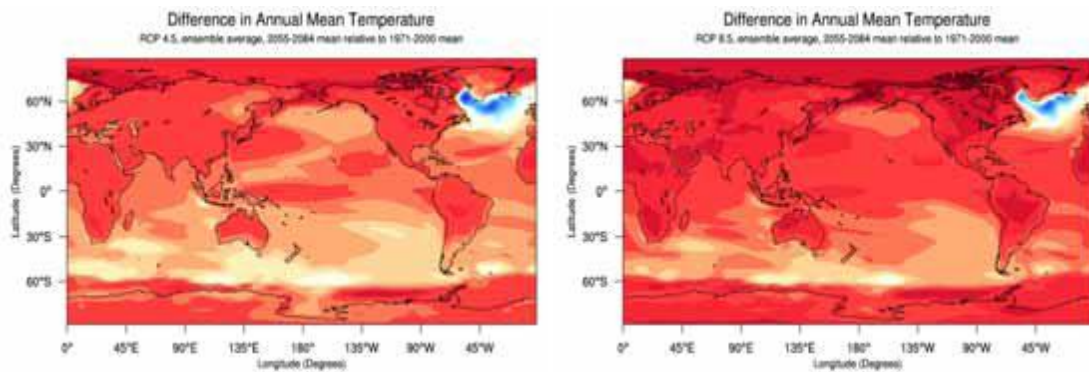 Difference in Annual Mean Temperature
RCP 4.5, ensemble average, 2055-2084 mean relative to 1971-2000 mean
60°N
30°N
0°
30°S
60°S
Latitude (Degrees)
0° 45°E 90°E 135°E 180° 135°W 90°W 45°W
Longitude (Degrees)
Difference in Annual Mean Temperature
RCP 8.5, ensemble average, 2055-2084 mean relative to 1971-2000 mean
60°N
30°N
0°
30°S
60°S
Latitude (Degrees)
0° 45°E 90°E 135°E 180° 135°W 90°W 45°W
Longitude (Degrees)